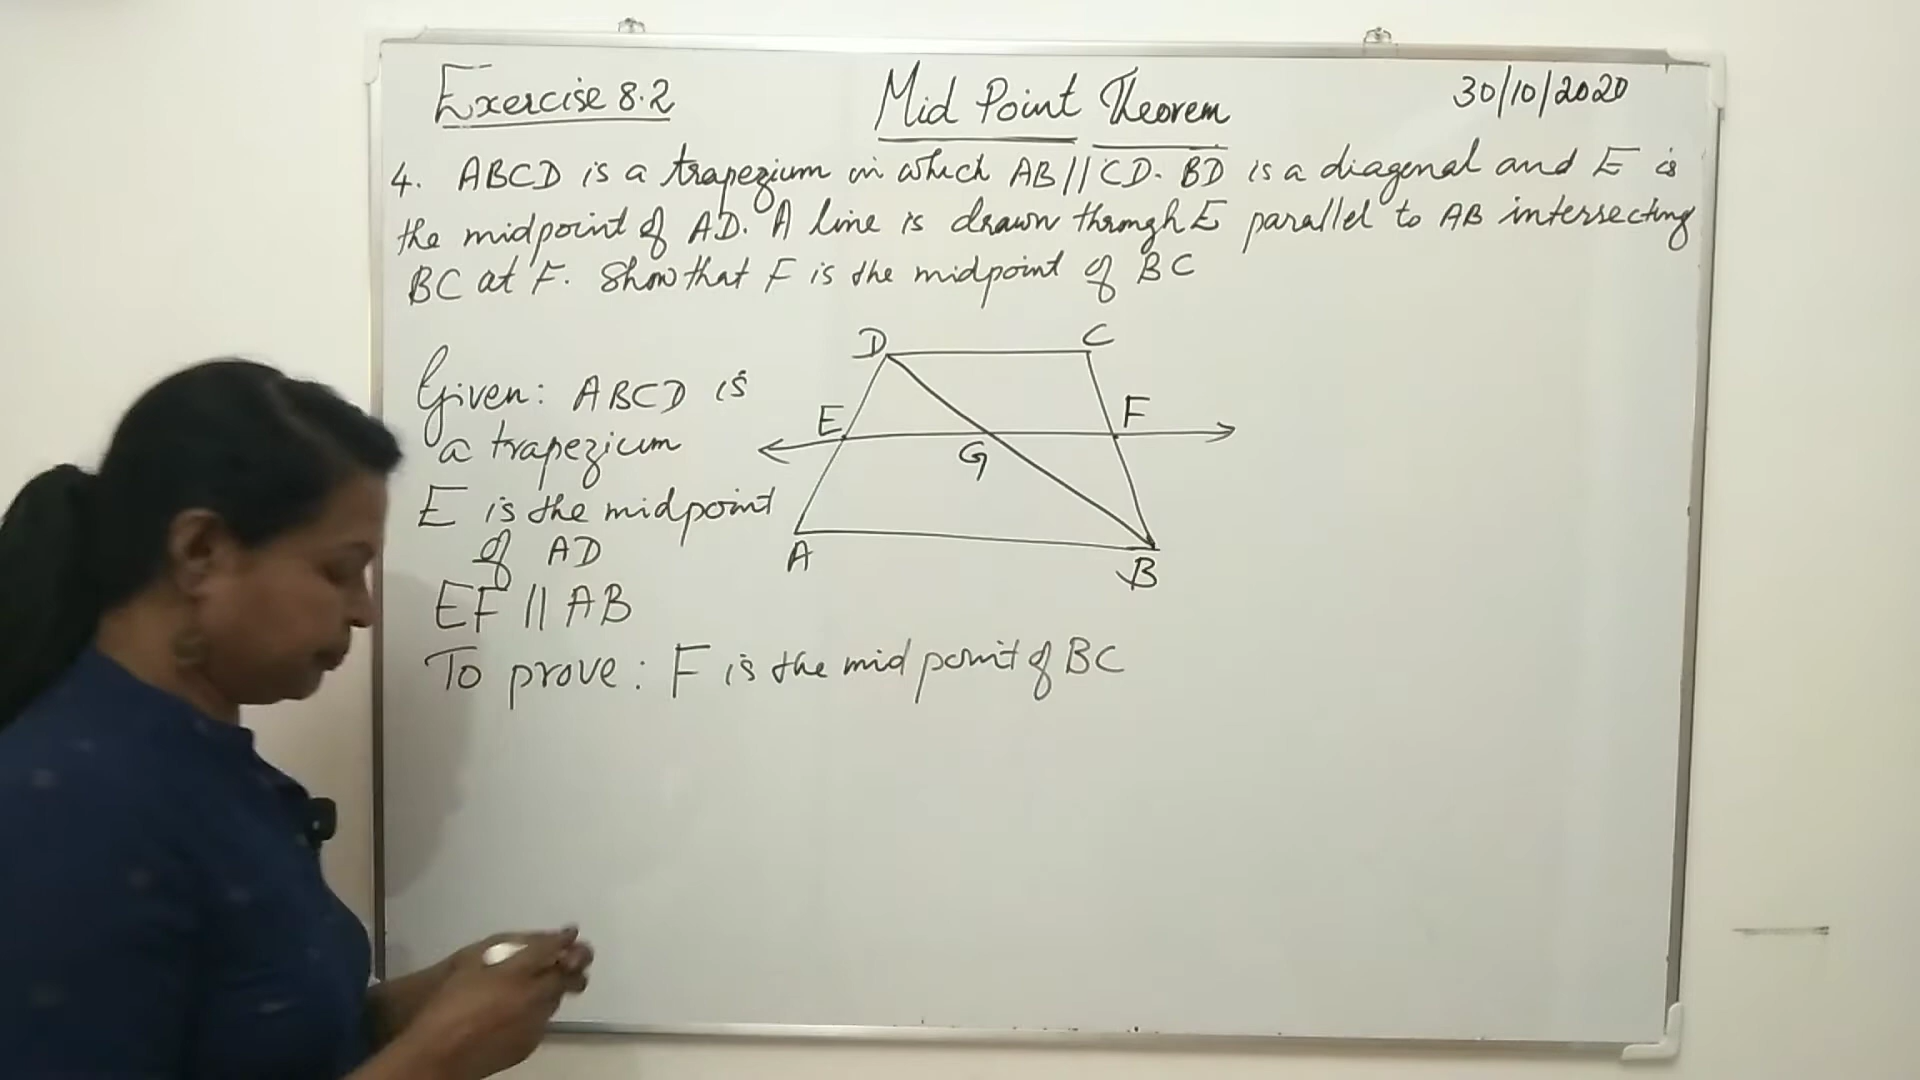 Exercise 8.2
Mid Point Theorem
30/10/2020
4. ABCD is a trapezium in which AB//CD. BD is a diagonal and E is
the midpoint of AD. A line is drawn through E parallel to AB intersecting
BC at F. Show that F is the midpoint of BC
Given: ABCD is
a trapezium
E is the midpoint
of AD
EF // AB
To prove: F is the mid point of BC
D
C
E
F
G
A
B